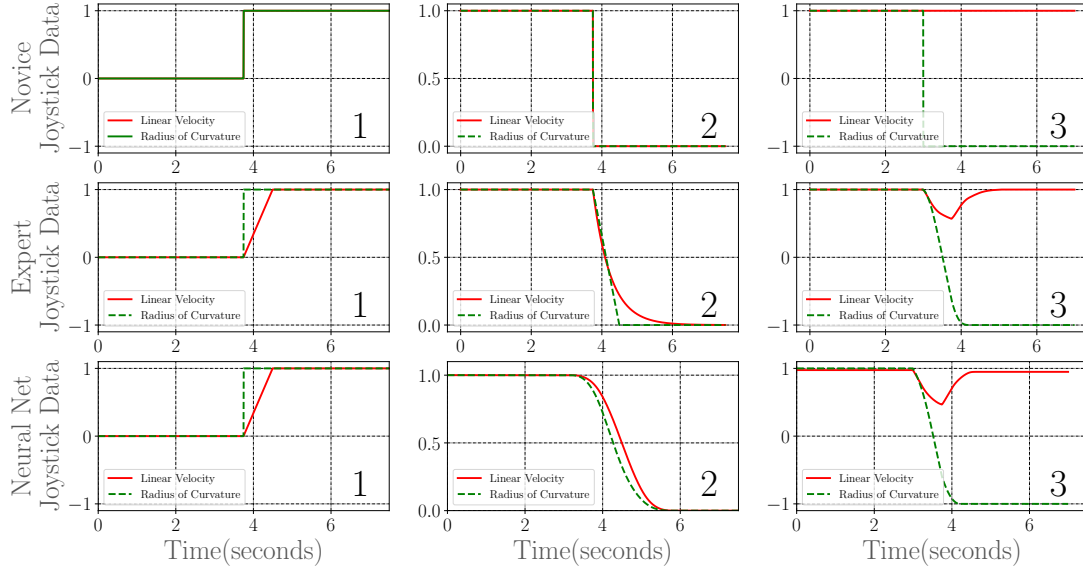 Novice
Joystick Data
1
0
−1
0 2 4 6
Linear Velocity
Radius of Curvature
1
1.0
0.5
0.0
0 2 4 6
Linear Velocity
Radius of Curvature
2
1
0
−1
0 2 4 6
Linear Velocity
Radius of Curvature
3
Expert
Joystick Data
1
0
−1
0 2 4 6
Linear Velocity
Radius of Curvature
1
1.0
0.5
0.0
0 2 4 6
Linear Velocity
Radius of Curvature
2
1
0
−1
0 2 4 6
Linear Velocity
Radius of Curvature
3
Neural Net
Joystick Data
1
0
−1
0 2 4 6
Linear Velocity
Radius of Curvature
1
Time(seconds)
1.0
0.5
0.0
0 2 4 6
Linear Velocity
Radius of Curvature
2
Time(seconds)
1
0
−1
0 2 4 6
Linear Velocity
Radius of Curvature
3
Time(seconds)